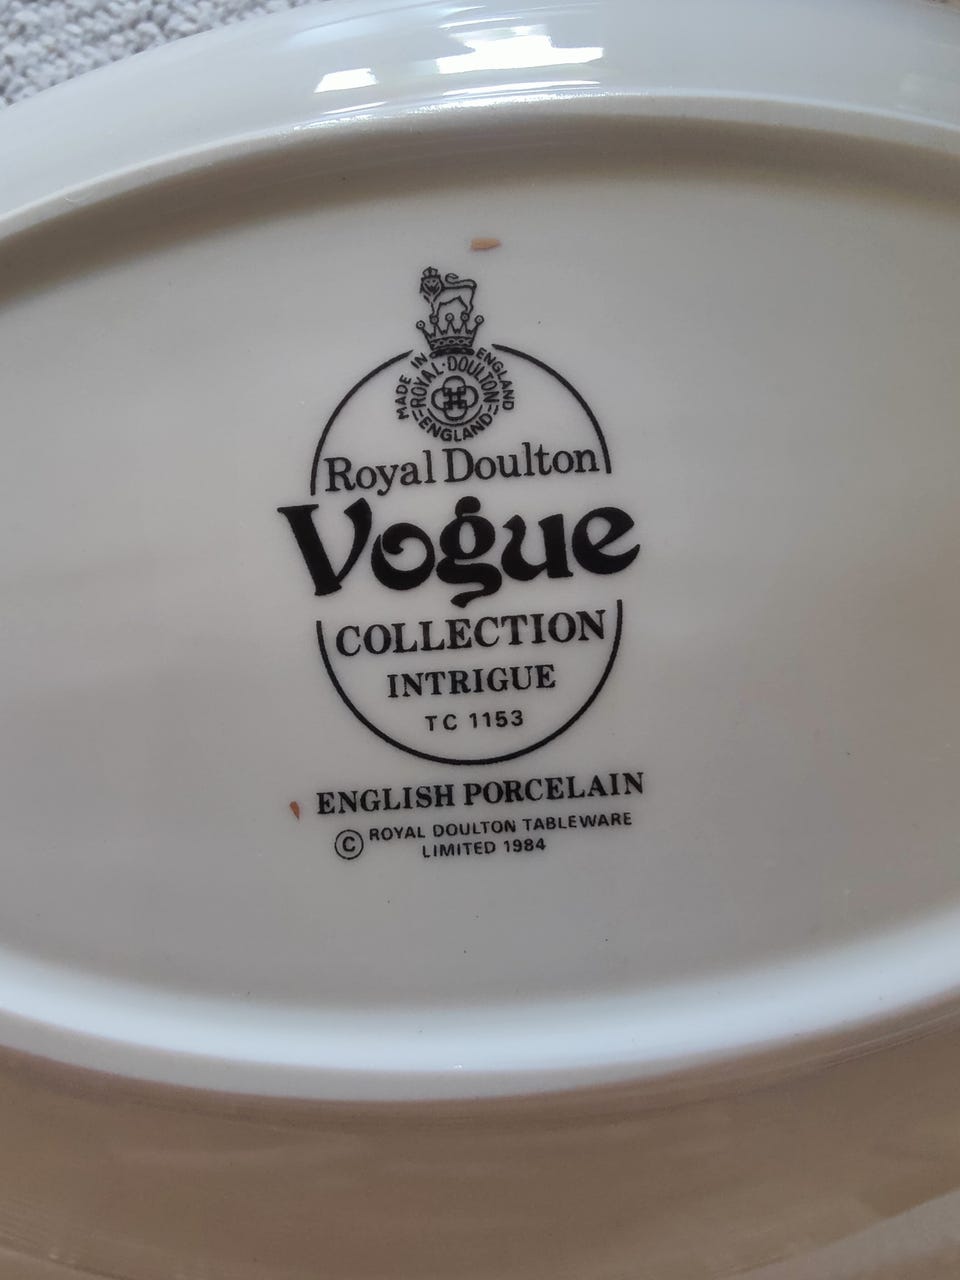 MADE IN ENGLAND
ROYAL·DOULTON
ENGLAND
Royal Doulton
Vogue
COLLECTION
INTRIGUE
TC 1153
ENGLISH PORCELAIN
© ROYAL DOULTON TABLEWARE
LIMITED 1984